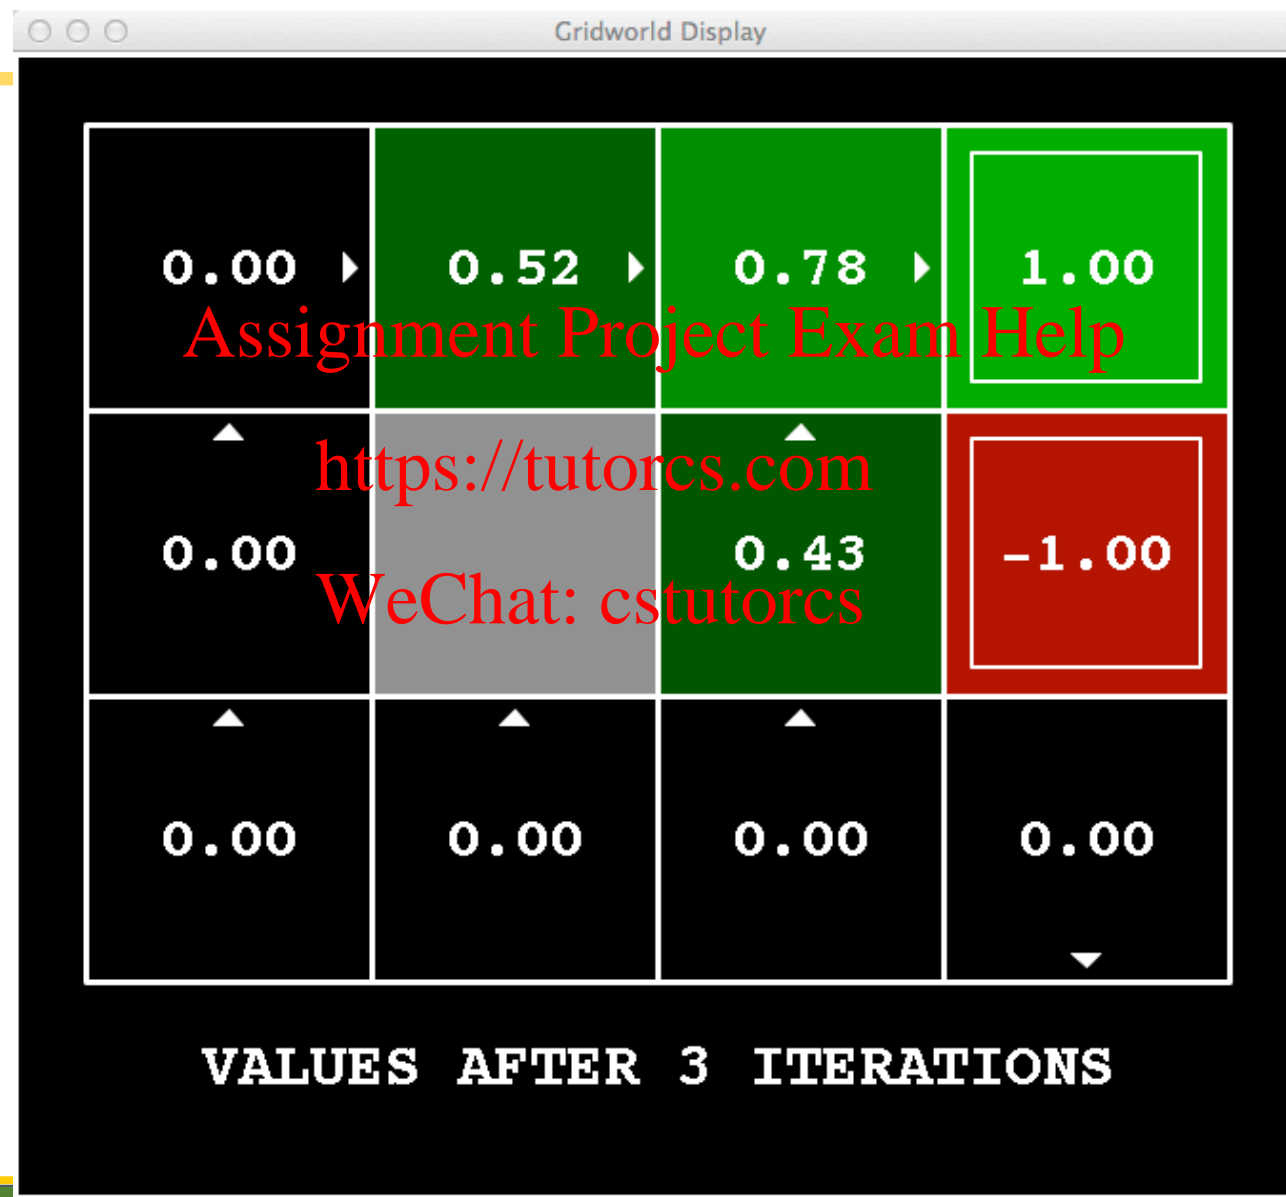 Gridworld Display
0.00 0.52 0.78 1.00
Assignment Project Exam Help
https://tutorcs.com
0.00 0.43 -1.00
WeChat: cstutorcs
0.00 0.00 0.00 0.00
VALUES AFTER 3 ITERATIONS